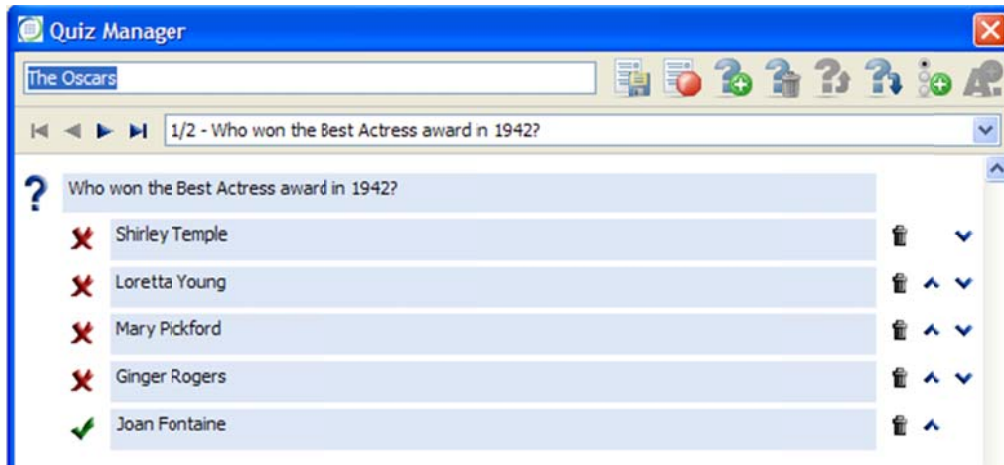 Quiz Manager
The Oscars
1/2 - Who won the Best Actress award in 1942?
Who won the Best Actress award in 1942?
Shirley Temple
Loretta Young
Mary Pickford
Ginger Rogers
Joan Fontaine